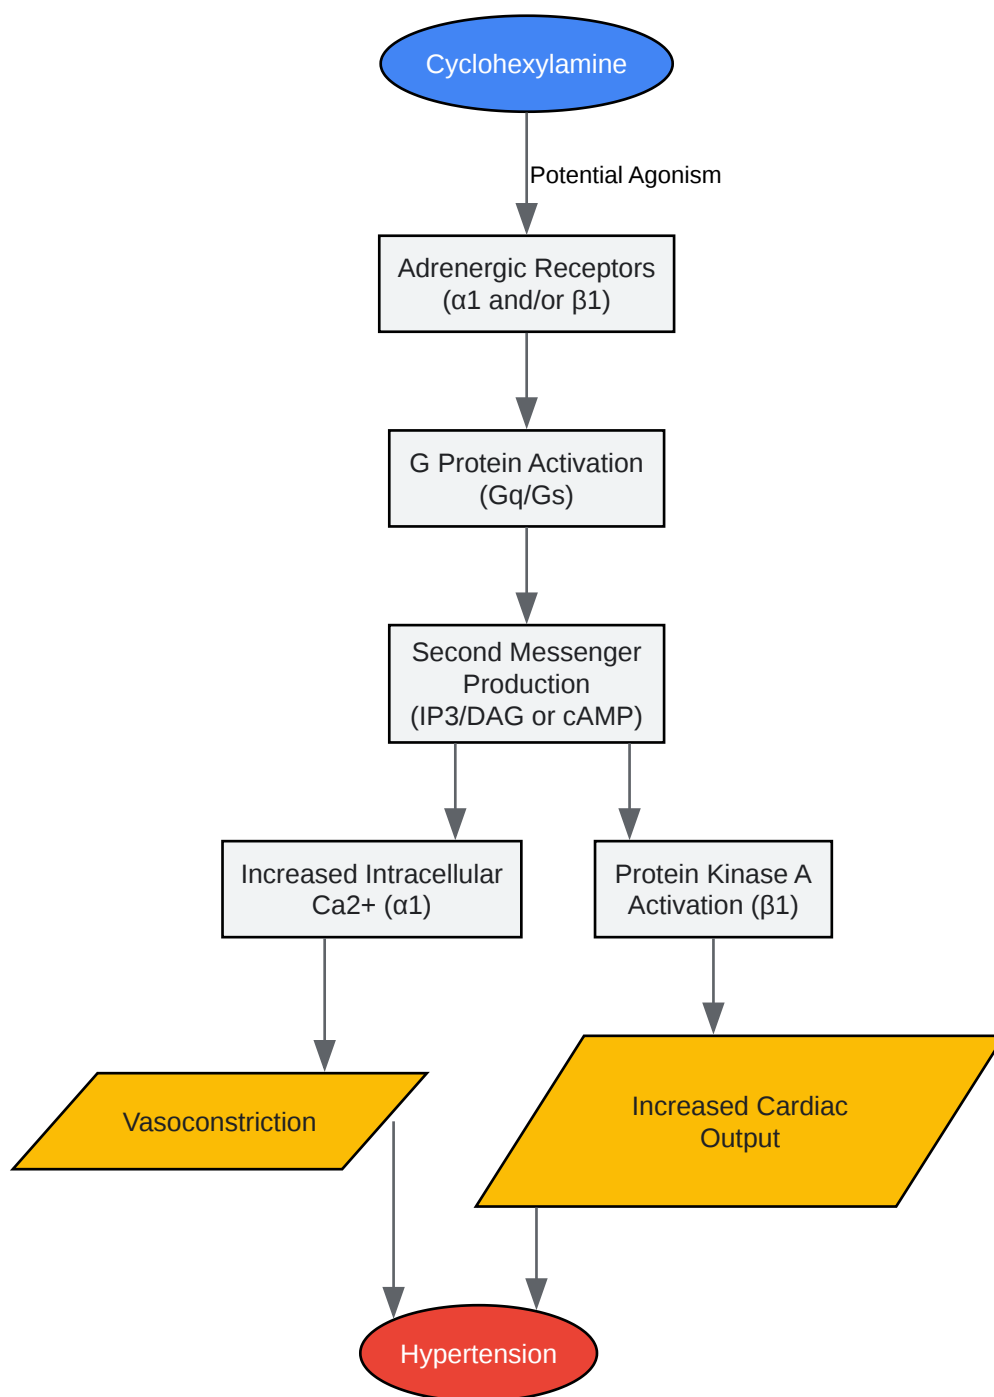 Cyclohexylamine
Potential Agonism
Adrenergic Receptors
(α1 and/or β1)
G Protein Activation
(Gq/Gs)
Second Messenger
Production
(IP3/DAG or cAMP)
Increased Intracellular
Ca2+ (α1)
Protein Kinase A
Activation (β1)
Vasoconstriction
Increased Cardiac
Output
Hypertension